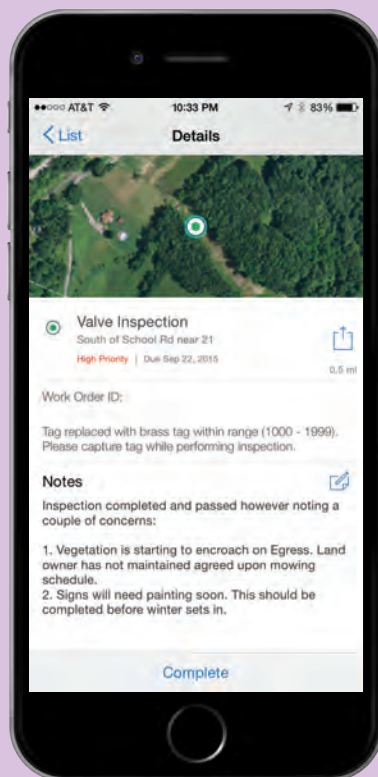 AT&T 10:33 PM 83%
List Details
Valve Inspection
South of School Rd near 21
High Priority | Due Sep 22, 2015
0.5 mi
Work Order ID:
Tag replaced with brass tag within range (1000 - 1999).
Please capture tag while performing inspection.
Notes
Inspection completed and passed however noting a
couple of concerns:
1. Vegetation is starting to encroach on Egress. Land
owner has not maintained agreed upon mowing
schedule.
2. Signs will need painting soon. This should be
completed before winter sets in.
Complete